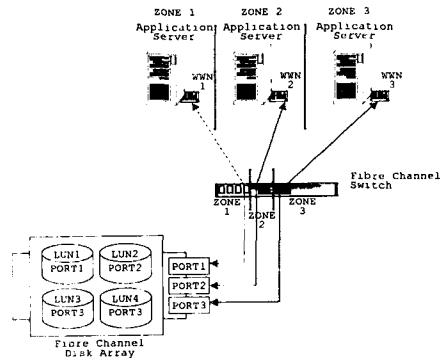 ZONE 1
ZONE 2
ZONE 3
Application
Server
Application
Server
Application
Server
WWN
1
WWN
2
WWN
3
Fibre Channel
Switch
ZONE
1
ZONE
2
ZONE
3
LUN1
PORT1
LUN2
PORT2
LUN3
PORT3
LUN4
PORT3
PORT1
PORT2
PORT3
Fibre Channel
Disk Array